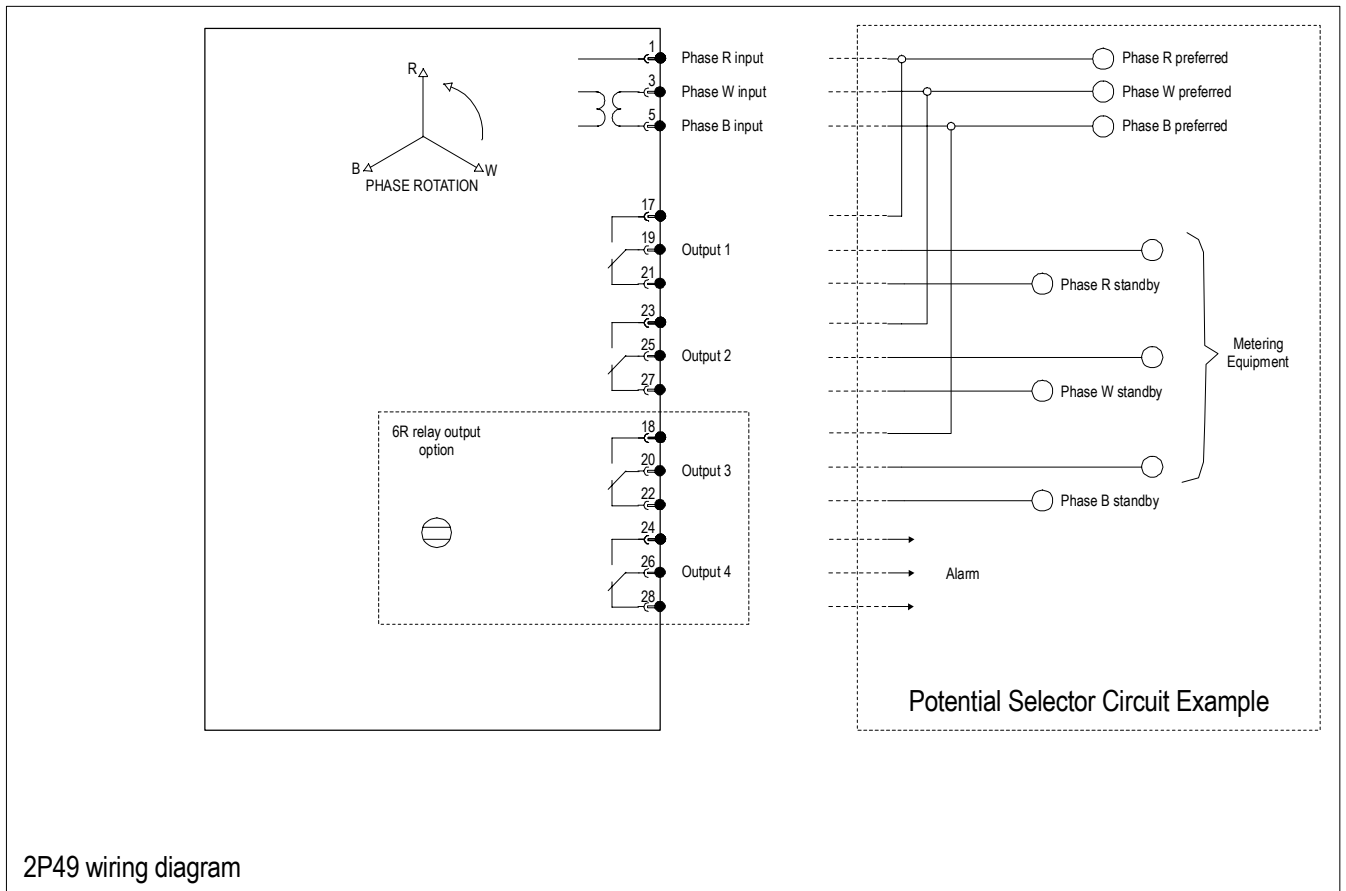 1
Phase R input
Phase R preferred
R
3
Phase W input
Phase W preferred
5
Phase B input
Phase B preferred
B
W
PHASE ROTATION
17
19
Output 1
21
Phase R standby
23
25
Output 2
Metering
Equipment
27
Phase W standby
6R relay output
option
18
20
Output 3
22
Phase B standby
24
26
Output 4
Alarm
28
Potential Selector Circuit Example
2P49 wiring diagram